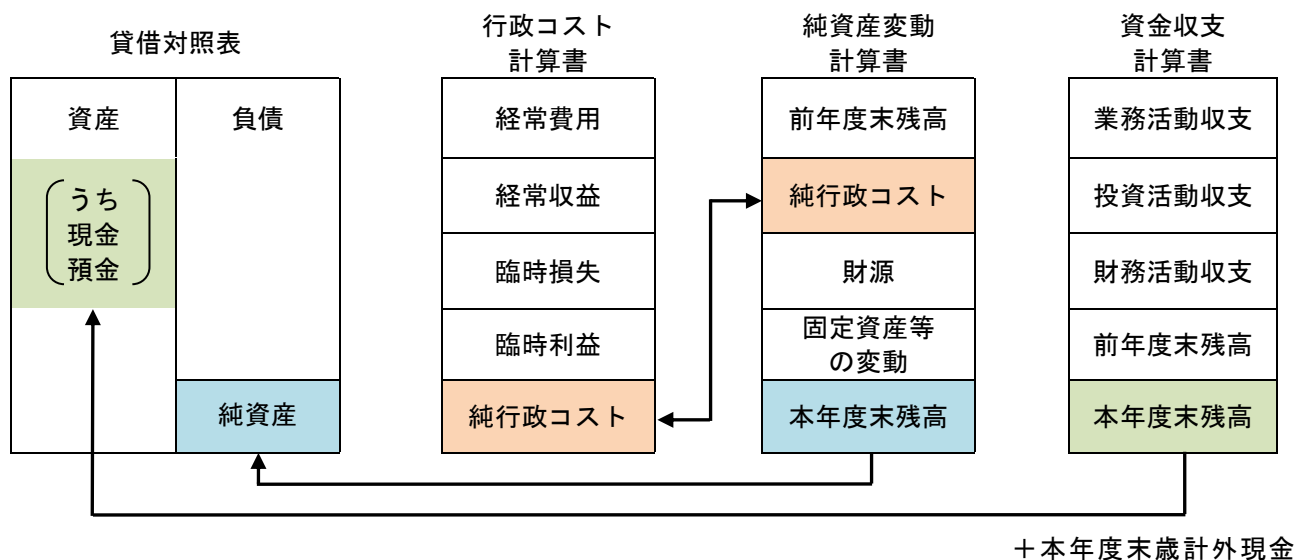 貸借対照表
資産
負債
うち
現金
預金
純資産
行政コスト
計算書
経常費用
経常収益
臨時損失
臨時利益
純行政コスト
純資産変動
計算書
前年度末残高
純行政コスト
財源
固定資産等
の変動
本年度末残高
資金収支
計算書
業務活動収支
投資活動収支
財務活動収支
前年度末残高
本年度末残高
＋本年度末歳計外現金